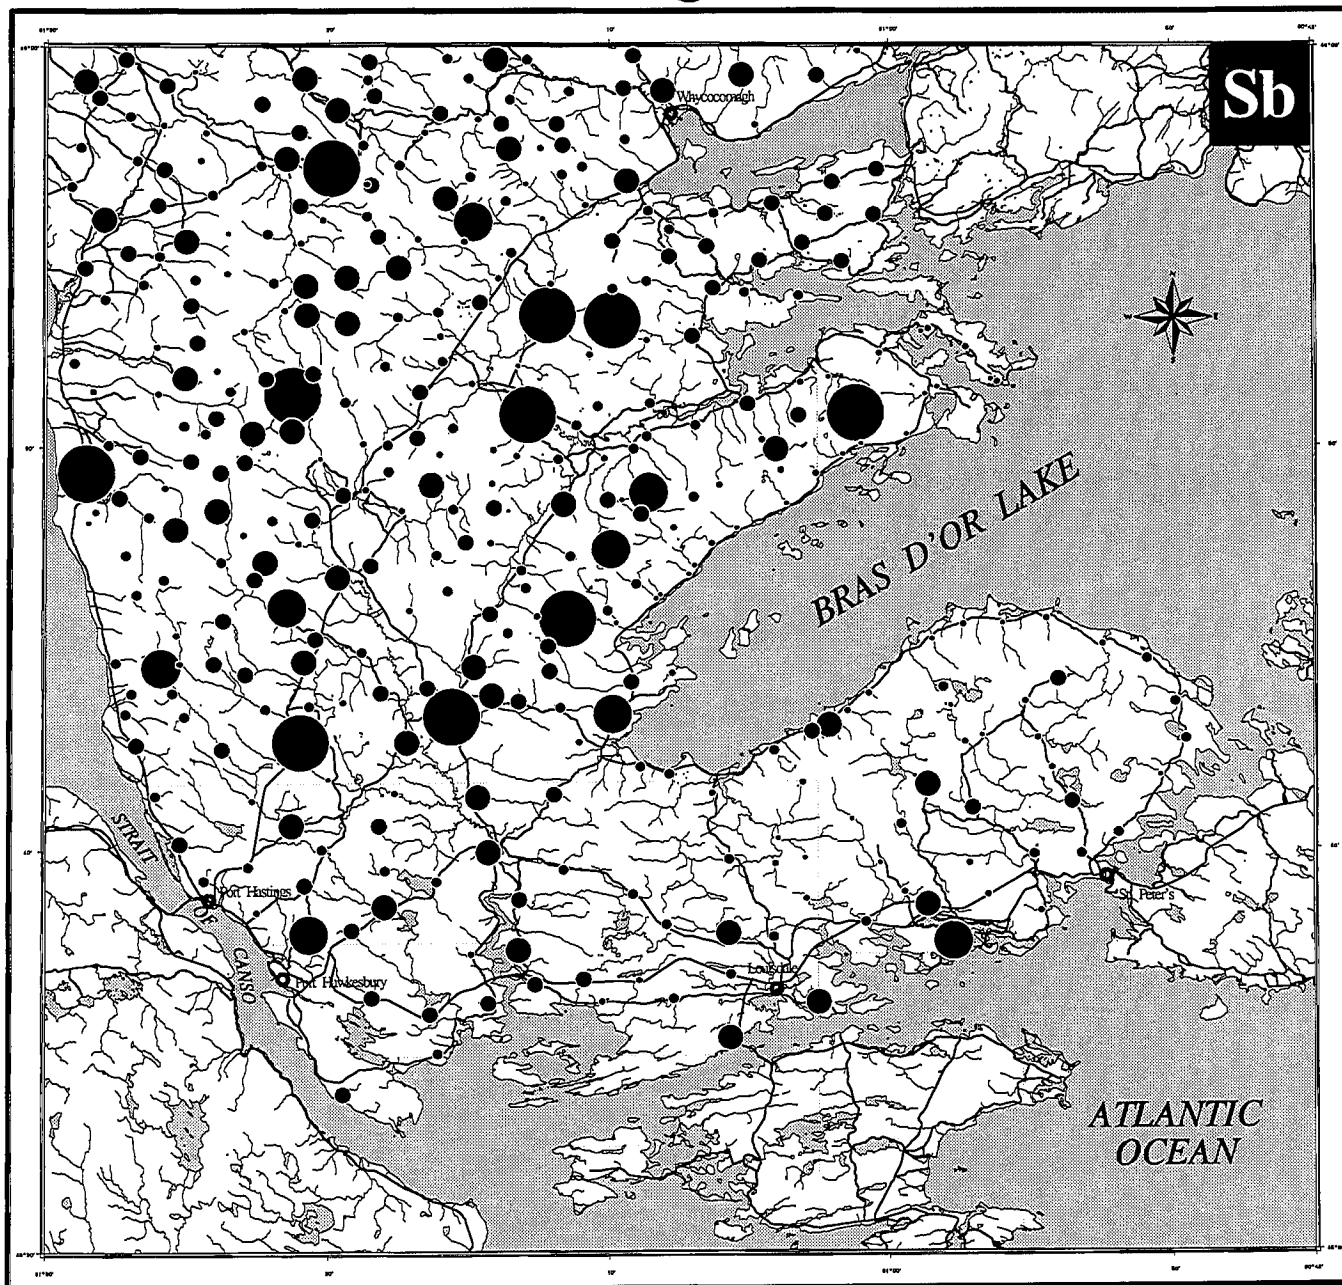 Sb
Whycocomagh
N
W
E
S
BRAS D'OR LAKE
STRAIT
OF
CANSO
Port Hastings
Port Hawkesbury
St. Peter's
Louisdale
ATLANTIC
OCEAN